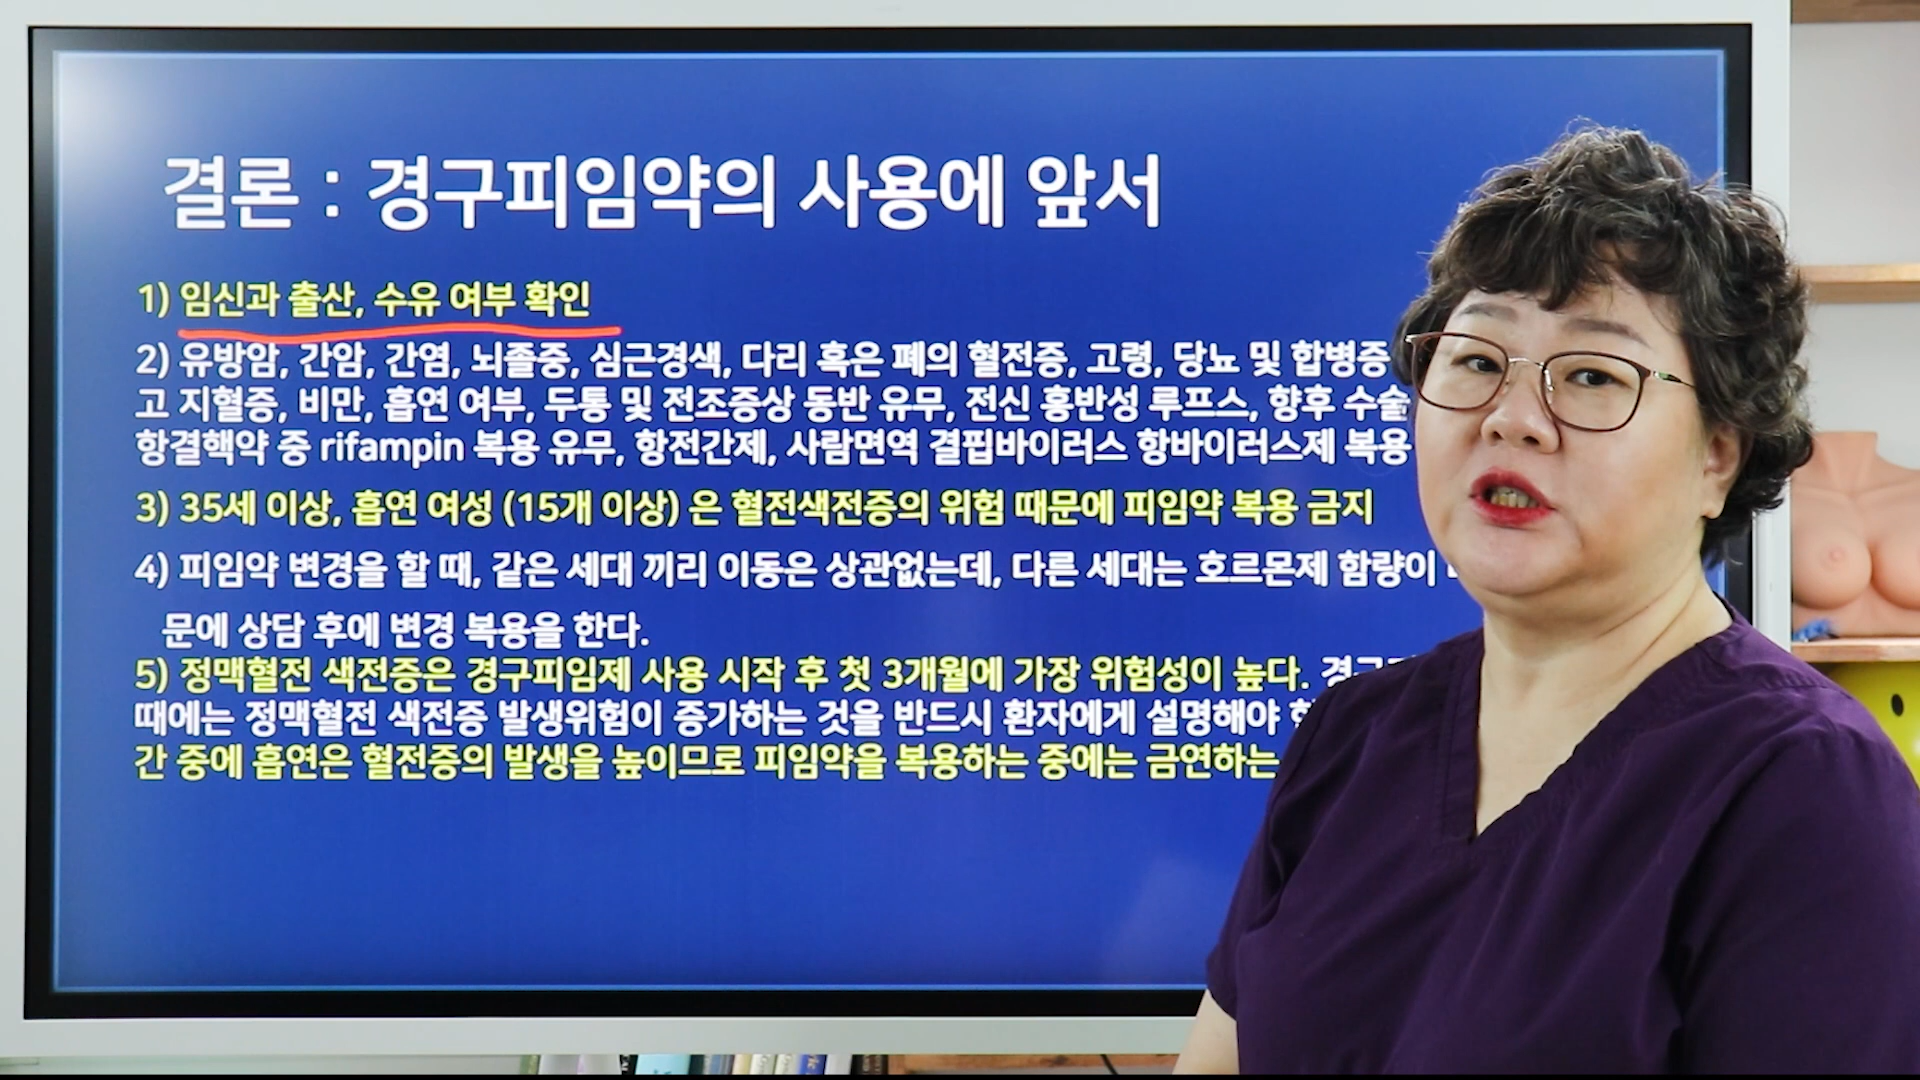 결론 : 경구피임약의 사용에 앞서
1) 임신과 출산, 수유 여부 확인
2) 유방암, 간암, 간염, 뇌졸중, 심근경색, 다리 혹은 폐의 혈전증, 고령, 당뇨 및 합병증
고 지혈증, 비만, 흡연 여부, 두통 및 전조증상 동반 유무, 전신 홍반성 루프스, 향후 수술
항결핵약 중 rifampin 복용 유무, 항전간제, 사람면역 결핍바이러스 항바이러스제 복용
3) 35세 이상, 흡연 여성 (15개 이상) 은 혈전색전증의 위험 때문에 피임약 복용 금지
4) 피임약 변경을 할 때, 같은 세대 끼리 이동은 상관없는데, 다른 세대는 호르몬제 함량이
문에 상담 후에 변경 복용을 한다.
5) 정맥혈전 색전증은 경구피임제 사용 시작 후 첫 3개월에 가장 위험성이 높다.
때에는 정맥혈전 색전증 발생위험이 증가하는 것을 반드시 환자에게 설명해야
간 중에 흡연은 혈전증의 발생을 높이므로 피임약을 복용하는 중에는 금연하는